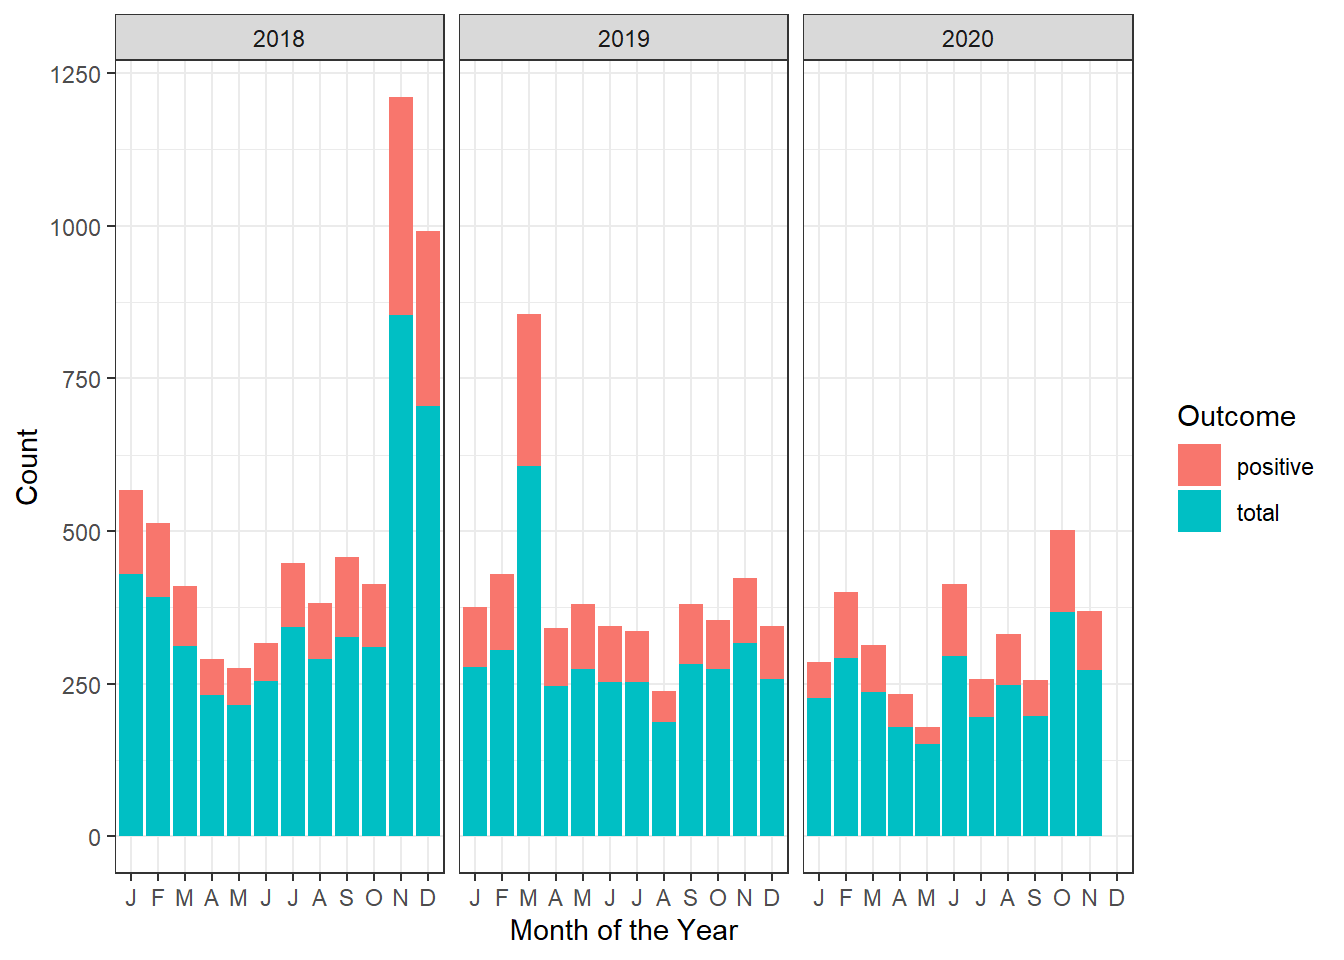 2018 2019 2020
1250
1000
750
500
250
0
Count
J F M A M J J A S O N D J F M A M J J A S O N D J F M A M J J A S O N D
Month of the Year
Outcome
positive
total